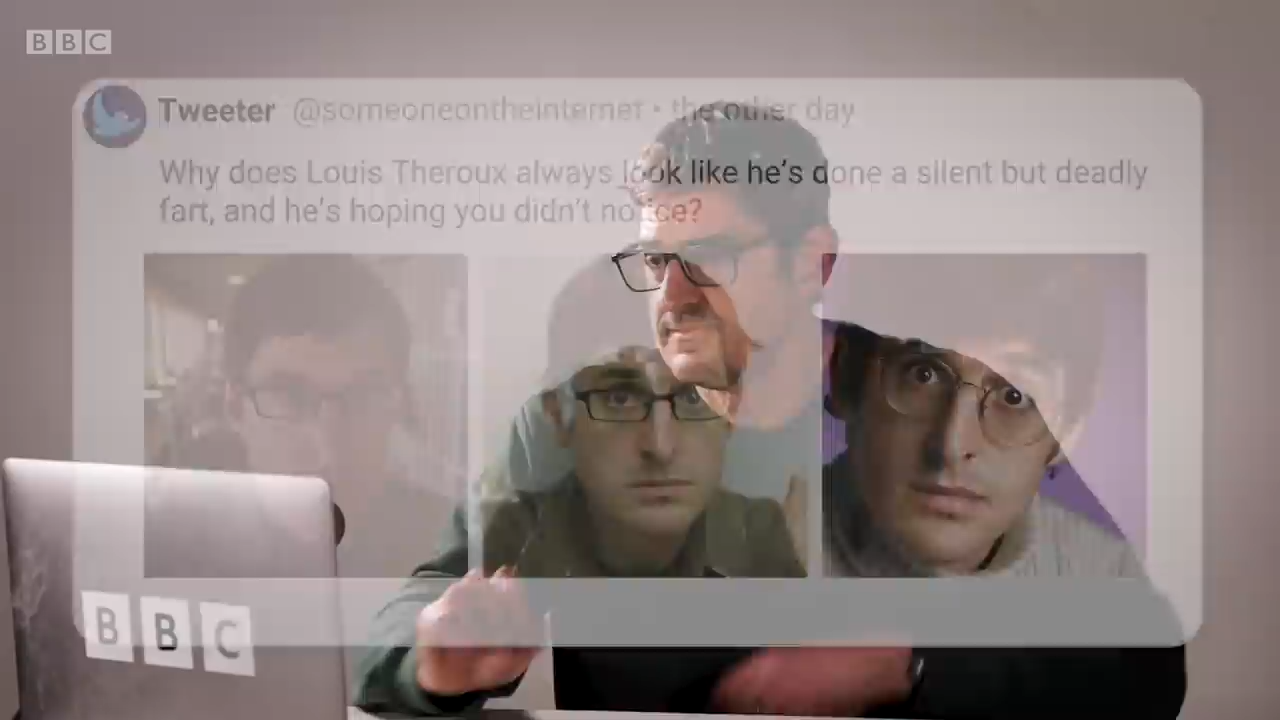 BBC
Tweeter @someoneontheinternet • the other day
Why does Louis Theroux always look like he's done a silent but deadly
fart, and he's hoping you didn't notice?
BBC